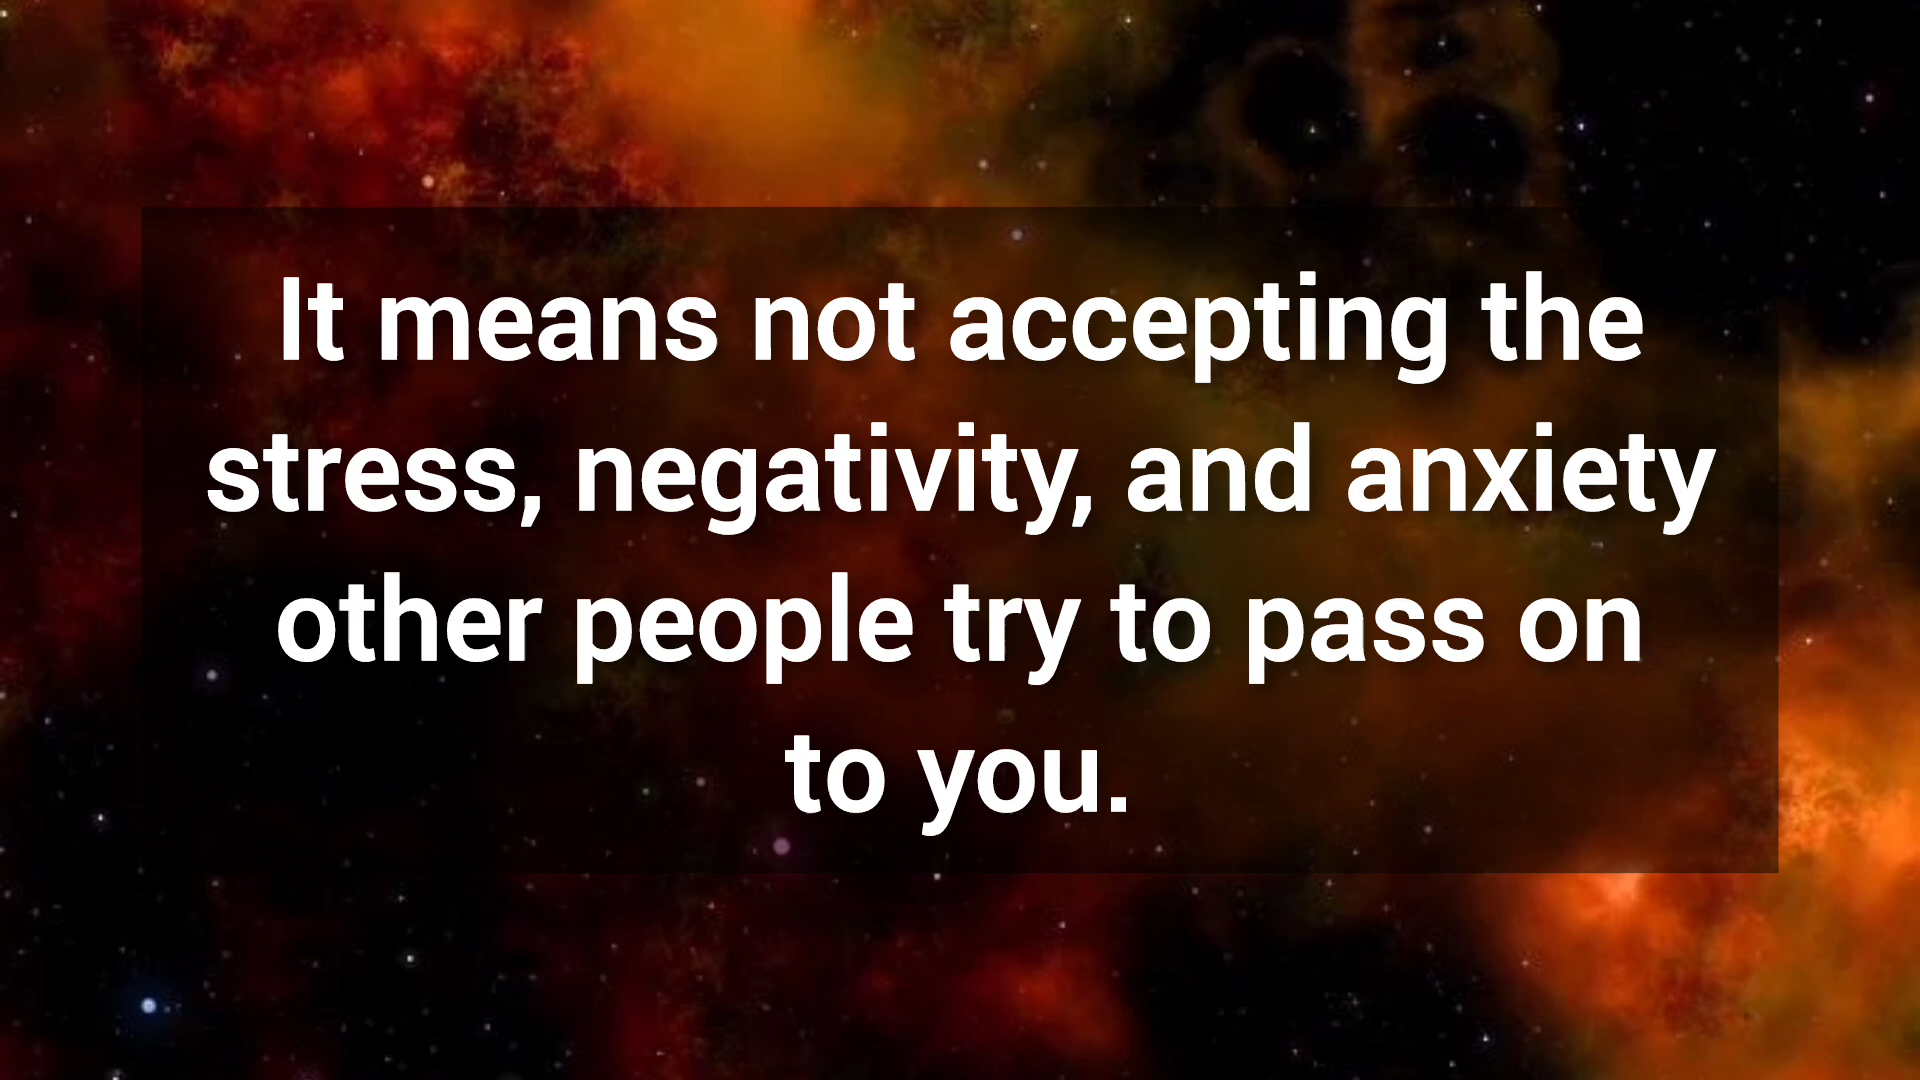 It means not accepting the
stress, negativity, and anxiety
other people try to pass on
to you.